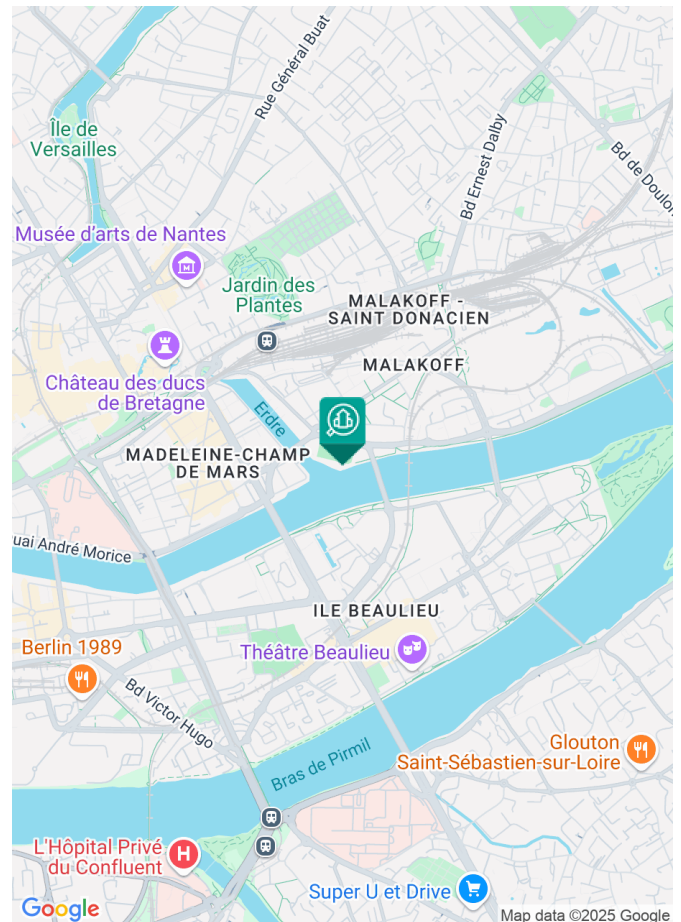 Rue Général Buat
Île de
Versailles
Bd Ernest Dalby
Bd de Doulon
Musée d'arts de Nantes
M
Jardin des
Plantes
MALAKOFF -
SAINT DONACIEN
MALAKOFF
Château des ducs
de Bretagne
Erdre
MADELEINE-CHAMP
DE MARS
uai André Morice
ILE BEAULIEU
Théâtre Beaulieu
Berlin 1989
Bd Victor Hugo
Glouton
Saint-Sébastien-sur-Loire
Bras de Pirmil
L'Hôpital Privé
du Confluent
H
Super U et Drive
Google
Map data ©2025 Google